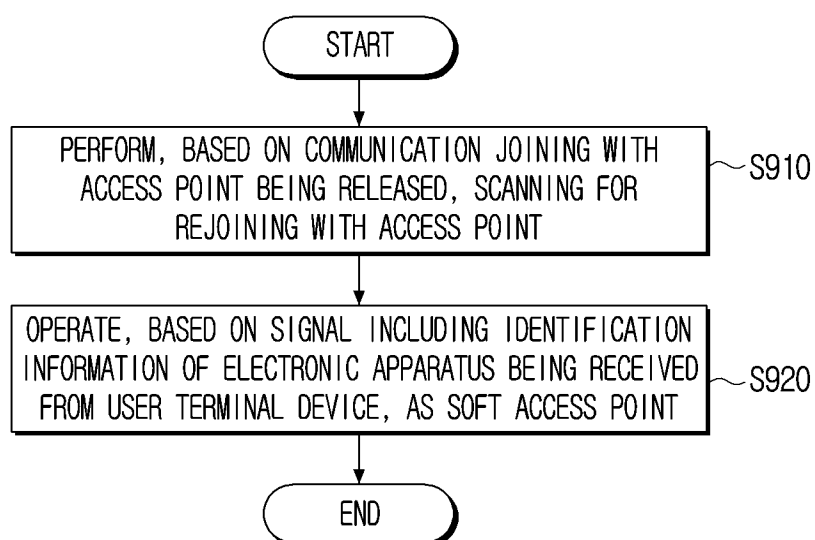 START
PERFORM, BASED ON COMMUNICATION JOINING WITH
ACCESS POINT BEING RELEASED, SCANNING FOR
REJOINING WITH ACCESS POINT
S910
OPERATE, BASED ON SIGNAL INCLUDING IDENTIFICATION
INFORMATION OF ELECTRONIC APPARATUS BEING RECEIVED
FROM USER TERMINAL DEVICE, AS SOFT ACCESS POINT
S920
END